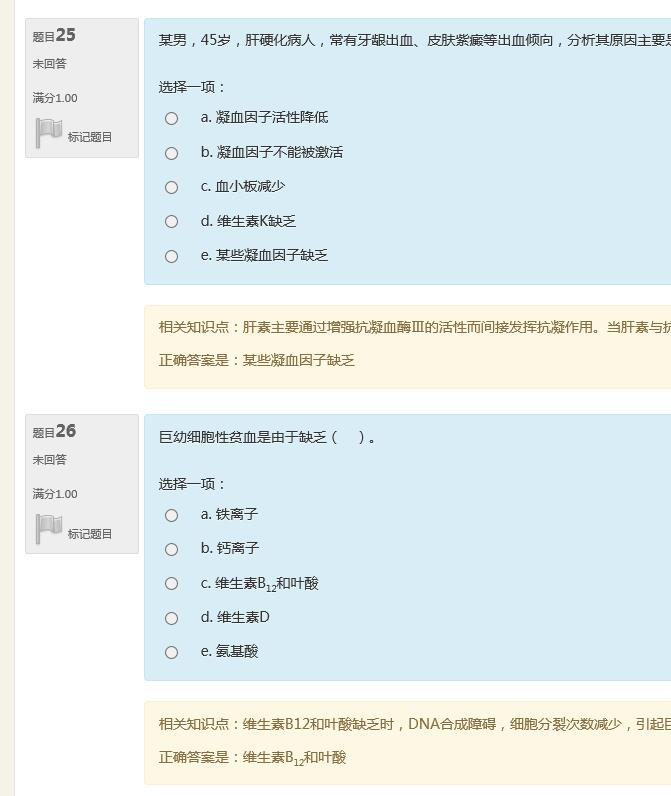 题目25
未回答
满分1.00
标记题目
某男，45岁，肝硬化病人，常有牙龈出血、皮肤紫癜等出血倾向，分析其原因主要是
选择一项：
a. 凝血因子活性降低
b. 凝血因子不能被激活
c. 血小板减少
d. 维生素K缺乏
e. 某些凝血因子缺乏
相关知识点：肝素主要通过增强抗凝血酶Ⅲ的活性而间接发挥抗凝作用。当肝素与抗
正确答案是：某些凝血因子缺乏
题目26
未回答
满分1.00
标记题目
巨幼细胞性贫血是由于缺乏（　）。
选择一项：
a. 铁离子
b. 钙离子
c. 维生素B₁₂和叶酸
d. 维生素D
e. 氨基酸
相关知识点：维生素B12和叶酸缺乏时，DNA合成障碍，细胞分裂次数减少，引起
正确答案是：维生素B₁₂和叶酸